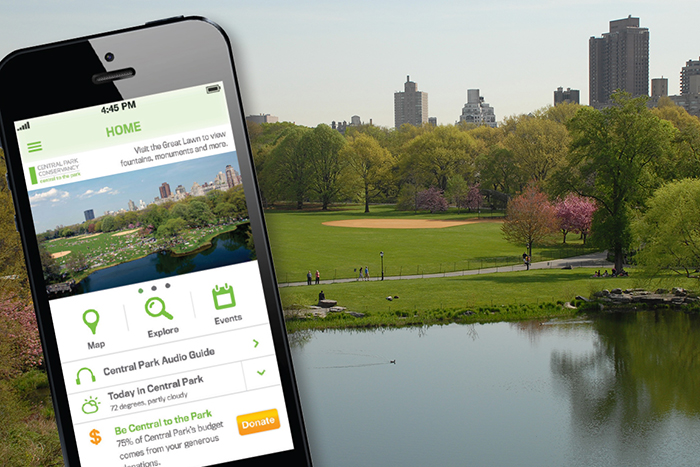 4:45 PM
HOME
CENTRAL PARK
CONSERVANCY
central to the park
Visit the Great Lawn to view
fountains, monuments and more.
Map
Explore
Events
Central Park Audio Guide
Today in Central Park
72 degrees, partly cloudy
$
Be Central to the Park
75% of Central Park's budget
comes from your generous
donations.
Donate